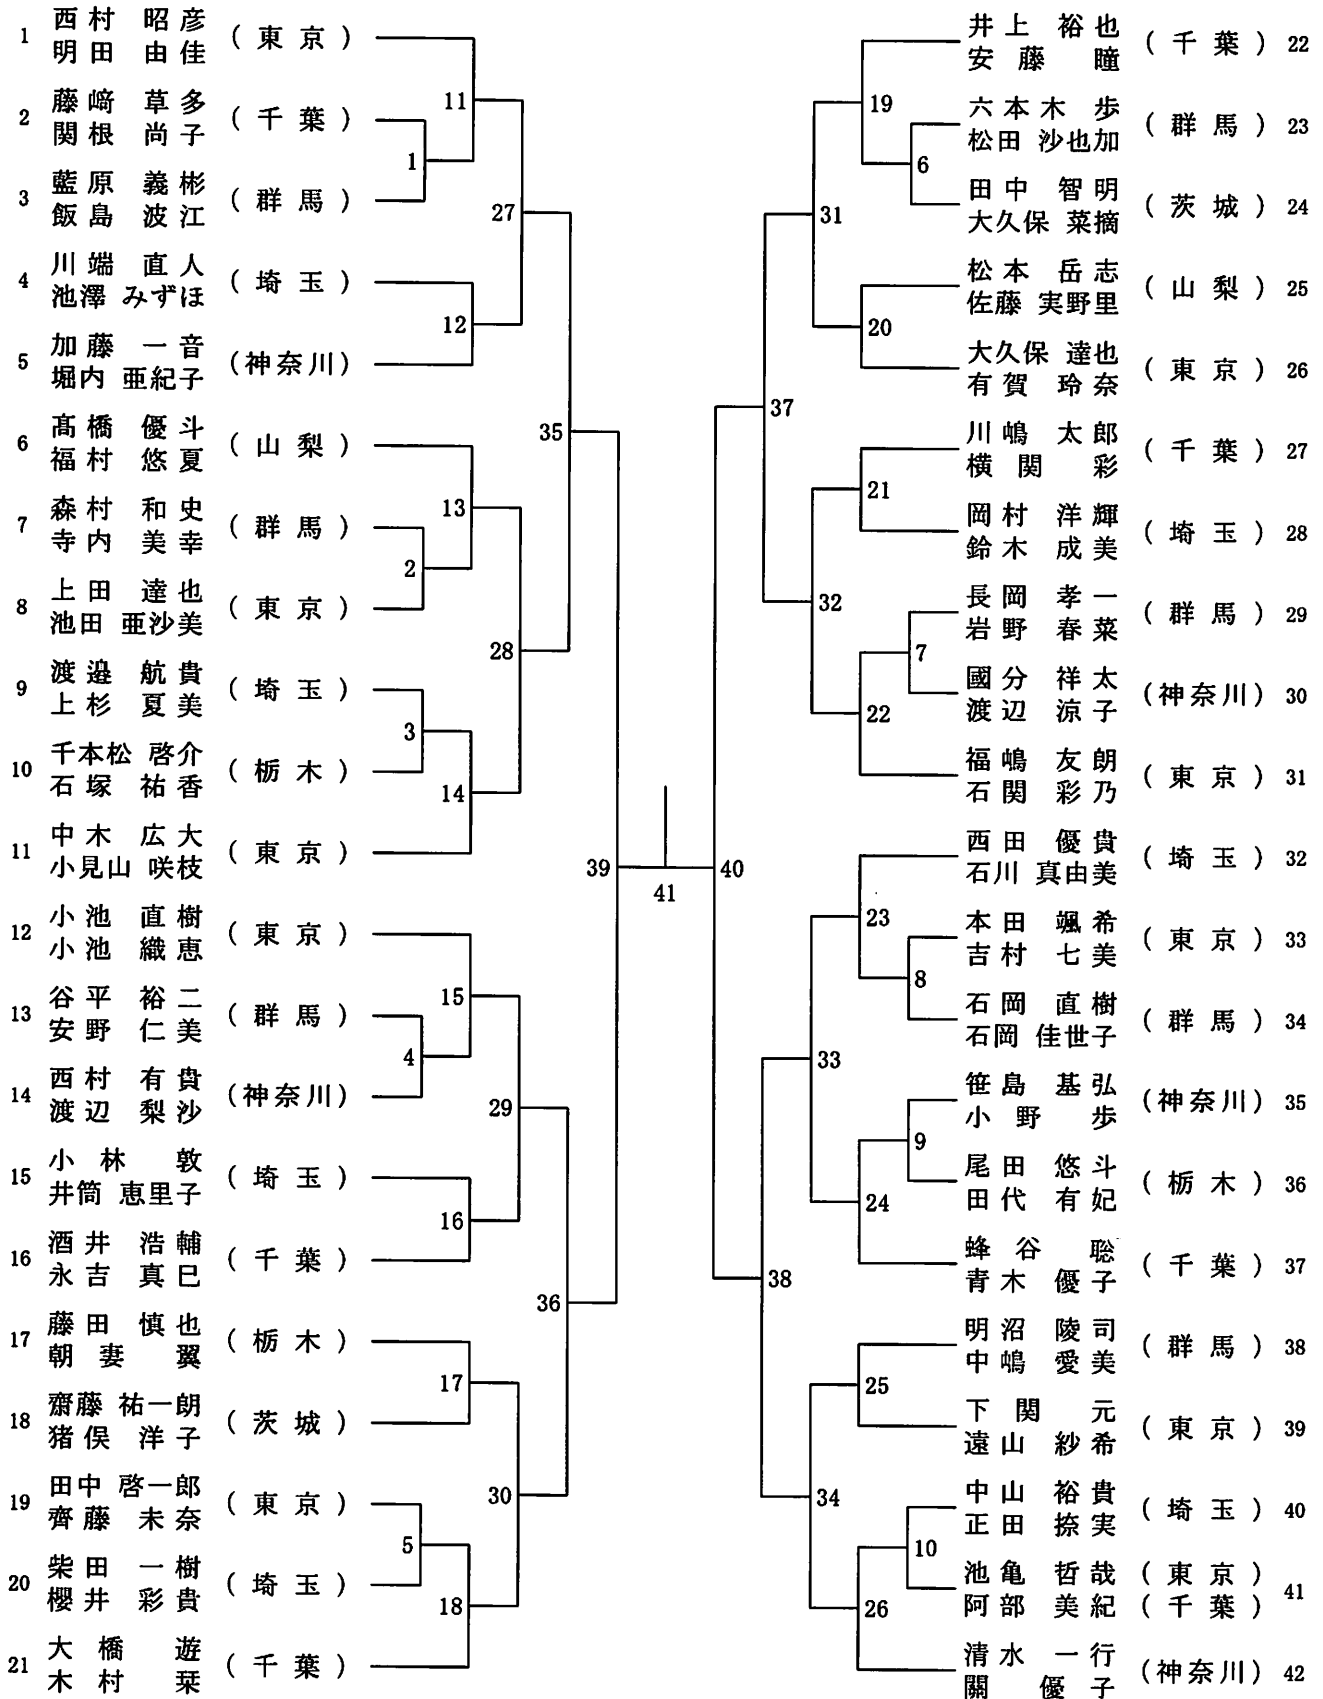 1 西村 昭彦 (東京)
明田 由佳
2 藤﨑 草多 (千葉)
関根 尚子
3 藍原 義彬 (群馬)
飯島 波江
4 川端 直人 (埼玉)
池澤 みずほ
5 加藤 一音 (神奈川)
堀内 亜紀子
6 髙橋 優斗 (山梨)
福村 悠夏
7 森村 和史 (群馬)
寺内 美幸
8 上田 達也 (東京)
池田 亜沙美
9 渡邉 航貴 (埼玉)
上杉 夏美
10 千本松 啓介 (栃木)
石塚 祐香
11 中木 広大 (東京)
小見山 咲枝
12 小池 直樹 (東京)
小池 織恵
13 谷平 裕二 (群馬)
安野 仁美
14 西村 有貴 (神奈川)
渡辺 梨沙
15 小林 敦 (埼玉)
井筒 恵里子
16 酒井 浩輔 (千葉)
永吉 真巳
17 藤田 慎也 (栃木)
朝妻 翼
18 齋藤 祐一朗 (茨城)
猪俣 洋子
19 田中 啓一郎 (東京)
齊藤 未奈
20 柴田 一樹 (埼玉)
櫻井 彩貴
21 大橋 遊 (千葉)
木村 栞
1
2
3
4
5
11
12
13
14
15
16
17
18
27
28
29
30
35
36
39
41
40
37
38
31
32
33
34
19
20
21
22
23
24
25
26
6
7
8
9
10
井上 裕也 (千葉) 22
安藤 瞳
六本木 歩 (群馬) 23
松田 沙也加
田中 智明 (茨城) 24
大久保 菜摘
松本 岳志 (山梨) 25
佐藤 実野里
大久保 達也 (東京) 26
有賀 玲奈
川嶋 太郎 (千葉) 27
横関 彩
岡村 洋輝 (埼玉) 28
鈴木 成美
長岡 孝一 (群馬) 29
岩野 春菜
國分 祥太 (神奈川) 30
渡辺 涼子
福嶋 友朗 (東京) 31
石関 彩乃
西田 優貴 (埼玉) 32
石川 真由美
本田 颯希 (東京) 33
吉村 七美
石岡 直樹 (群馬) 34
石岡 佳世子
笹島 基弘 (神奈川) 35
小野 歩
尾田 悠斗 (栃木) 36
田代 有妃
蜂谷 聡 (千葉) 37
青木 優子
明沼 陵司 (群馬) 38
中嶋 愛美
下関 元 (東京) 39
遠山 紗希
中山 裕貴 (埼玉) 40
正田 捺実
池亀 哲哉 (東京) 41
阿部 美紀 (千葉)
清水 一行 (神奈川) 42
關 優子